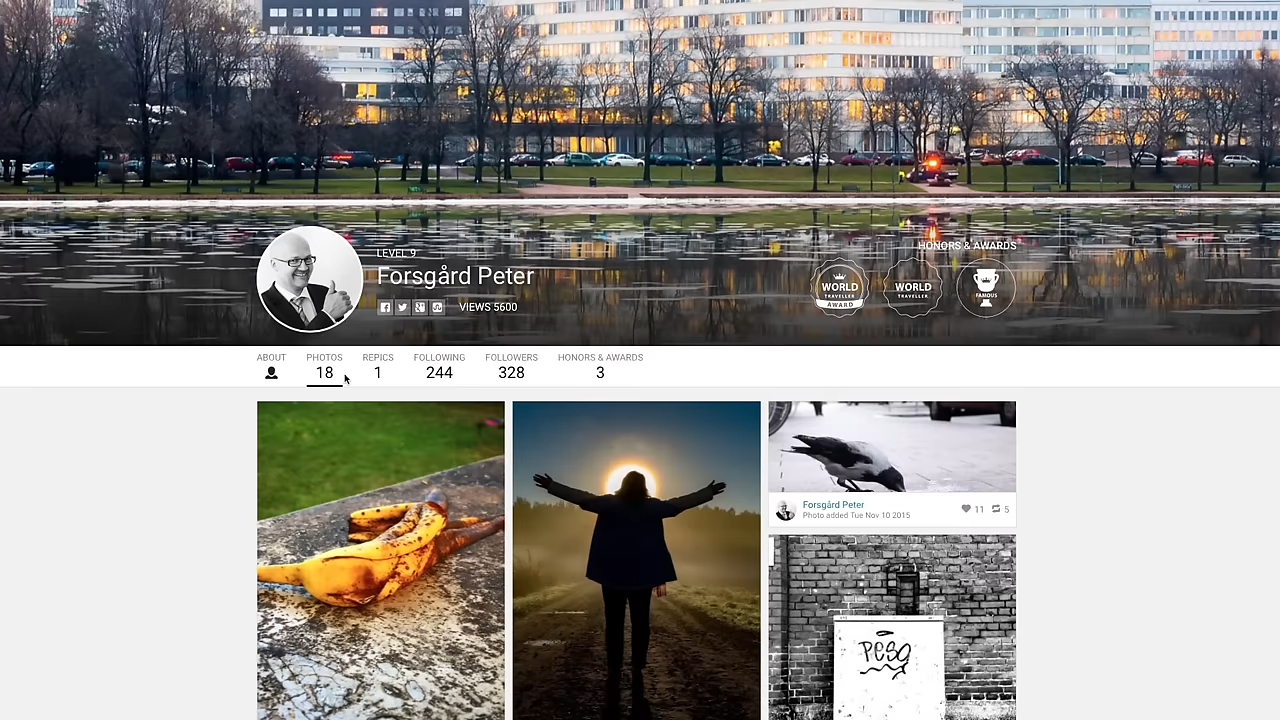 HONORS & AWARDS
LEVEL 9
Forsgård Peter
VIEWS 5600
WORLD
TRAVELLER
AWARD
WORLD
TRAVELLER
FAMOUS
ABOUT PHOTOS REPICS FOLLOWING FOLLOWERS HONORS & AWARDS
18 1 244 328 3
Forsgård Peter
Photo added Tue Nov 10 2015
11 5
PESO